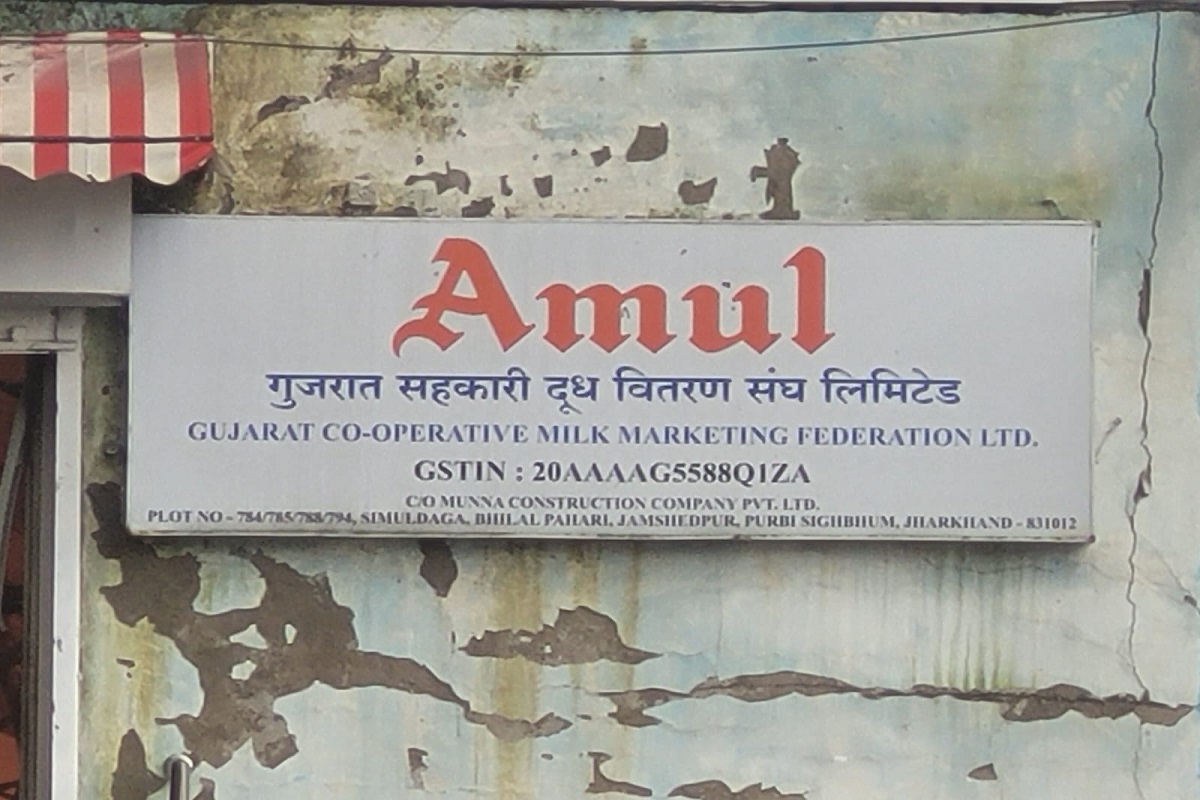 Amul
गुजरात सहकारी दूध वितरण संघ लिमिटेड
GUJARAT CO-OPERATIVE MILK MARKETING FEDERATION LTD.
GSTIN : 20AAAAG5588Q1ZA
C/O MUNNA CONSTRUCTION COMPANY PVT. LTD.
PLOT NO - 784/785/788/794, SIMULDAGA, BHILAI PAHARI, JAMSHEDPUR, PURBI SIGHBHUM, JHARKHAND - 831012